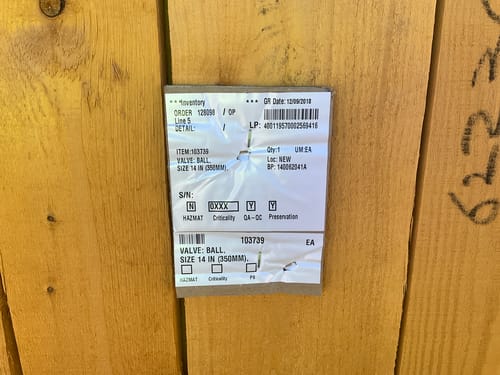 ***Inventory *** GR Date: 12/09/2018
ORDER 128098 / OP
Line 5
DETAIL: / LP: 400119570002569416
ITEM:103739 Qty:1 UM:EA
VALVE: BALL, Loc: NEW
SIZE 14 IN (350MM), BP: 140062041A
S/N:
N 0XXX Y Y
HAZMAT Criticality QA-QC Preservation
103739 EA
VALVE: BALL,
SIZE 14 IN (350MM),
HAZMAT Criticality PR